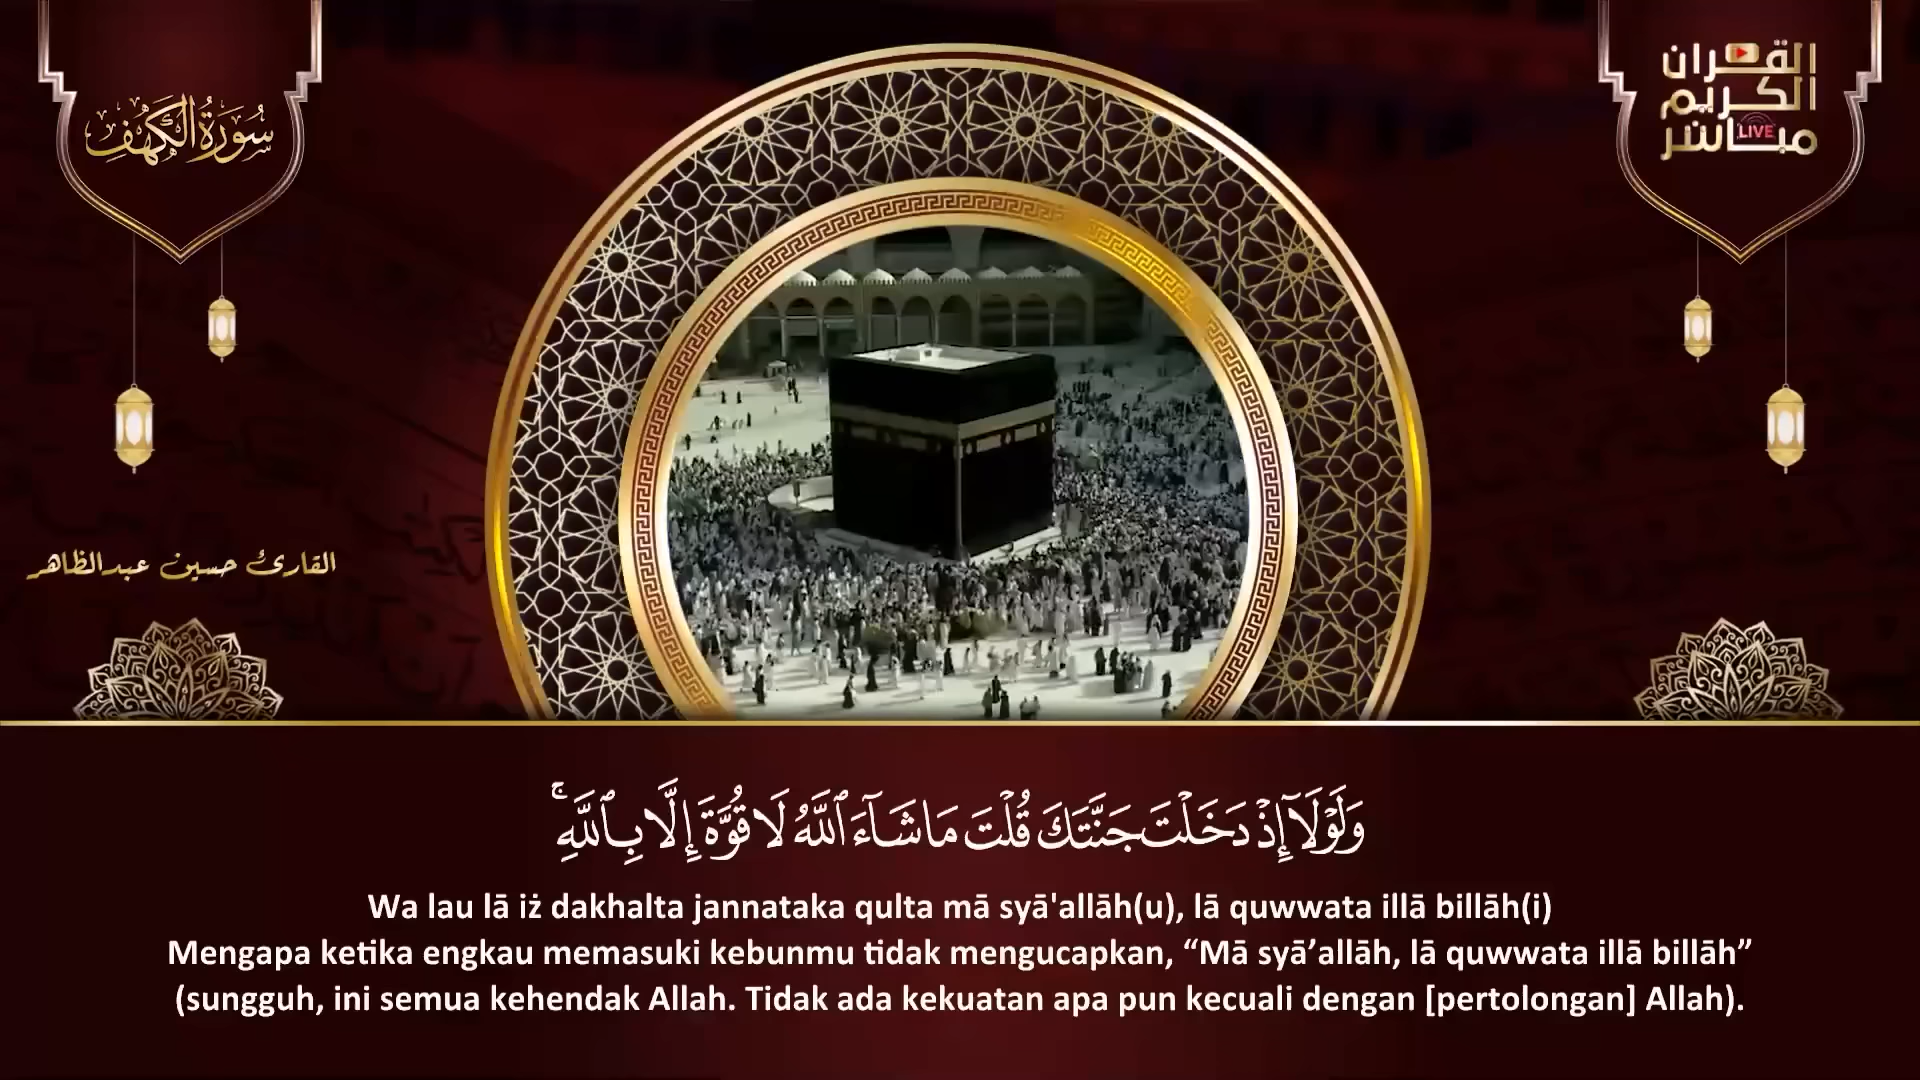 سُورَةُ الكَهْفِ
القرآن
الكريم
مباشر
LIVE
القارئ حسين عبدالظاهر
وَلَوْلَآ إِذْ دَخَلْتَ جَنَّتَكَ قُلْتَ مَا شَآءَ ٱللَّهُ لَا قُوَّةَ إِلَّا بِٱللَّهِۚ
Wa lau lā iż dakhalta jannataka qulta mā syā'allāh(u), lā quwwata illā billāh(i)
Mengapa ketika engkau memasuki kebunmu tidak mengucapkan, “Mā syā’allāh, lā quwwata illā billāh”
(sungguh, ini semua kehendak Allah. Tidak ada kekuatan apa pun kecuali dengan [pertolongan] Allah).